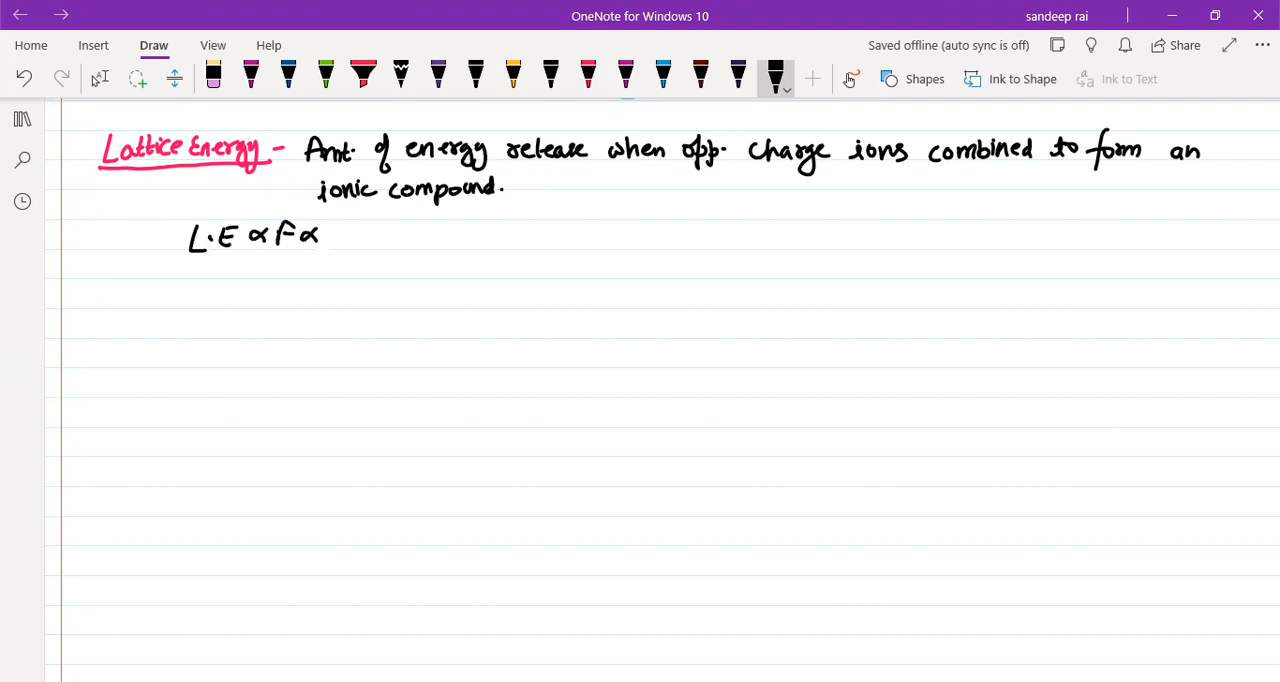 OneNote for Windows 10
sandeep rai
Home Insert Draw View Help
Saved offline (auto sync is off)
Share
Shapes
Ink to Shape
Ink to Text
Lattice Energy - Amt. of energy release when opp. charge ions combined to form an
ionic compound.
L.E ∝ F ∝